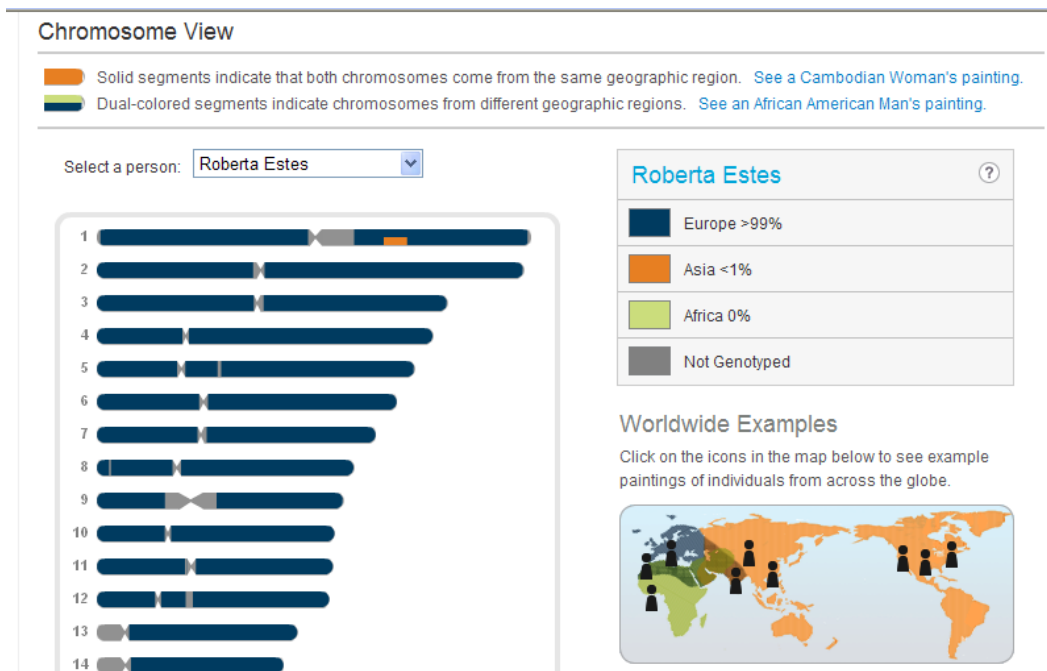 Chromosome View
Solid segments indicate that both chromosomes come from the same geographic region. See a Cambodian Woman's painting.
Dual-colored segments indicate chromosomes from different geographic regions. See an African American Man's painting.
Select a person: Roberta Estes
Roberta Estes ?
Europe >99%
Asia <1%
Africa 0%
Not Genotyped
Worldwide Examples
Click on the icons in the map below to see example
paintings of individuals from across the globe.
1
2
3
4
5
6
7
8
9
10
11
12
13
14